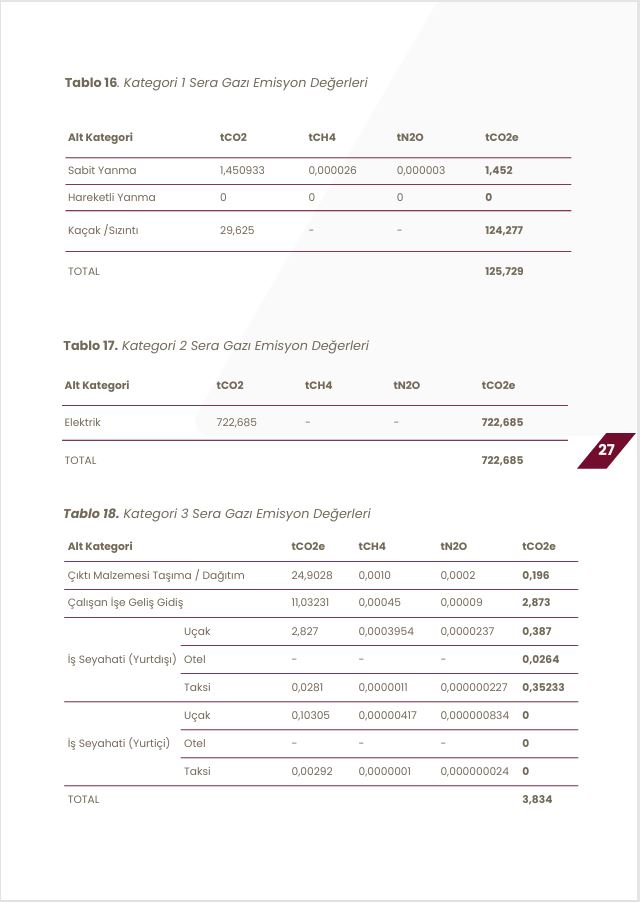 Tablo 16. Kategori 1 Sera Gazı Emisyon Değerleri
Alt Kategori tCO2 tCH4 tN2O tCO2e
Sabit Yanma 1,450933 0,000026 0,000003 1,452
Hareketli Yanma 0 0 0 0
Kaçak /Sızıntı 29,625 - - 124,277
TOTAL 125,729
Tablo 17. Kategori 2 Sera Gazı Emisyon Değerleri
Alt Kategori tCO2 tCH4 tN2O tCO2e
Elektrik 722,685 - - 722,685
27
TOTAL 722,685
Tablo 18. Kategori 3 Sera Gazı Emisyon Değerleri
Alt Kategori tCO2e tCH4 tN2O tCO2e
Çıktı Malzemesi Taşıma / Dağıtım 24,9028 0,0010 0,0002 0,196
Çalışan İşe Geliş Gidiş 11,03231 0,00045 0,00009 2,873
Uçak 2,827 0,0003954 0,0000237 0,387
İş Seyahati (Yurtdışı) Otel - - - 0,0264
Taksi 0,0281 0,0000011 0,000000227 0,35233
Uçak 0,10305 0,00000417 0,000000834 0
İş Seyahati (Yurtiçi) Otel - - - 0
Taksi 0,00292 0,0000001 0,000000024 0
TOTAL 3,834